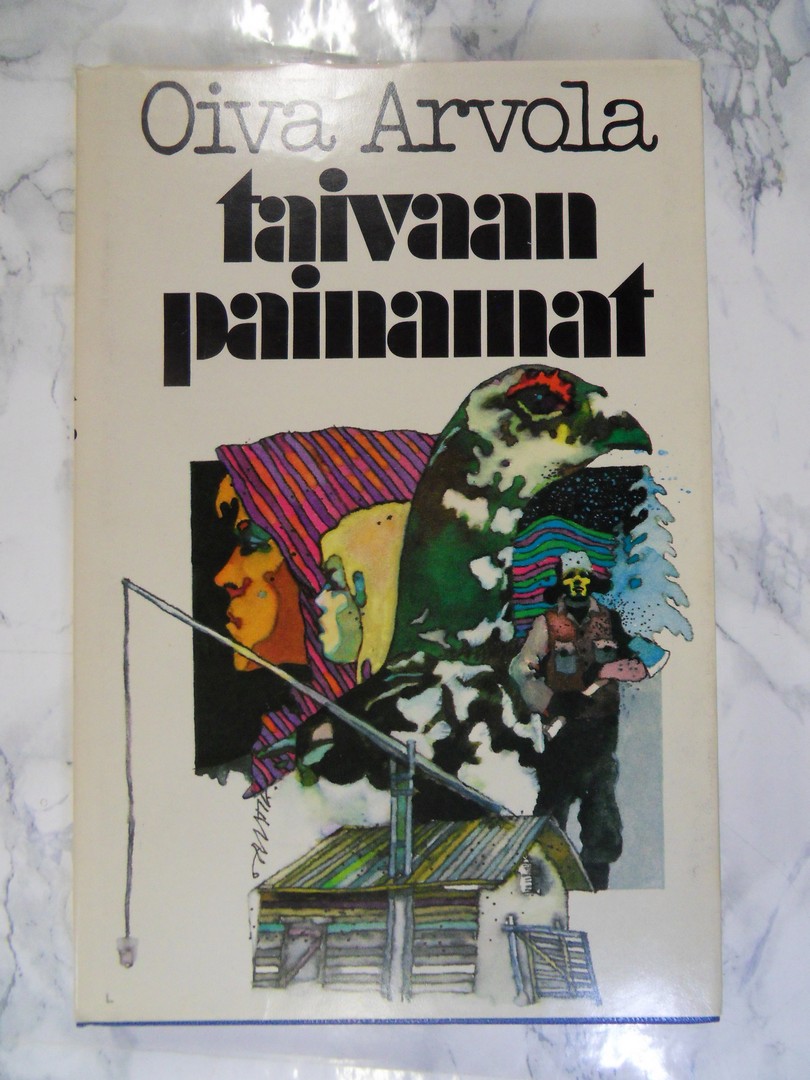 Oiva Arvola
taivaan
painamat
L